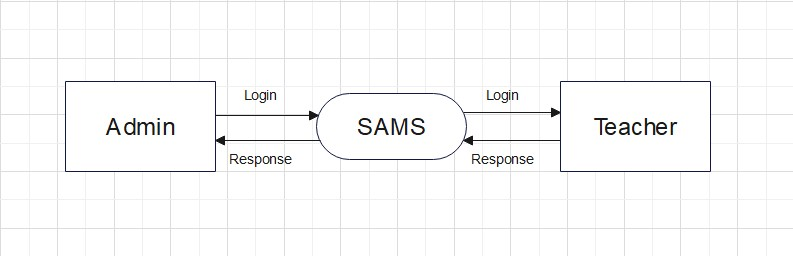 Login
Login
Admin
SAMS
Teacher
Response
Response